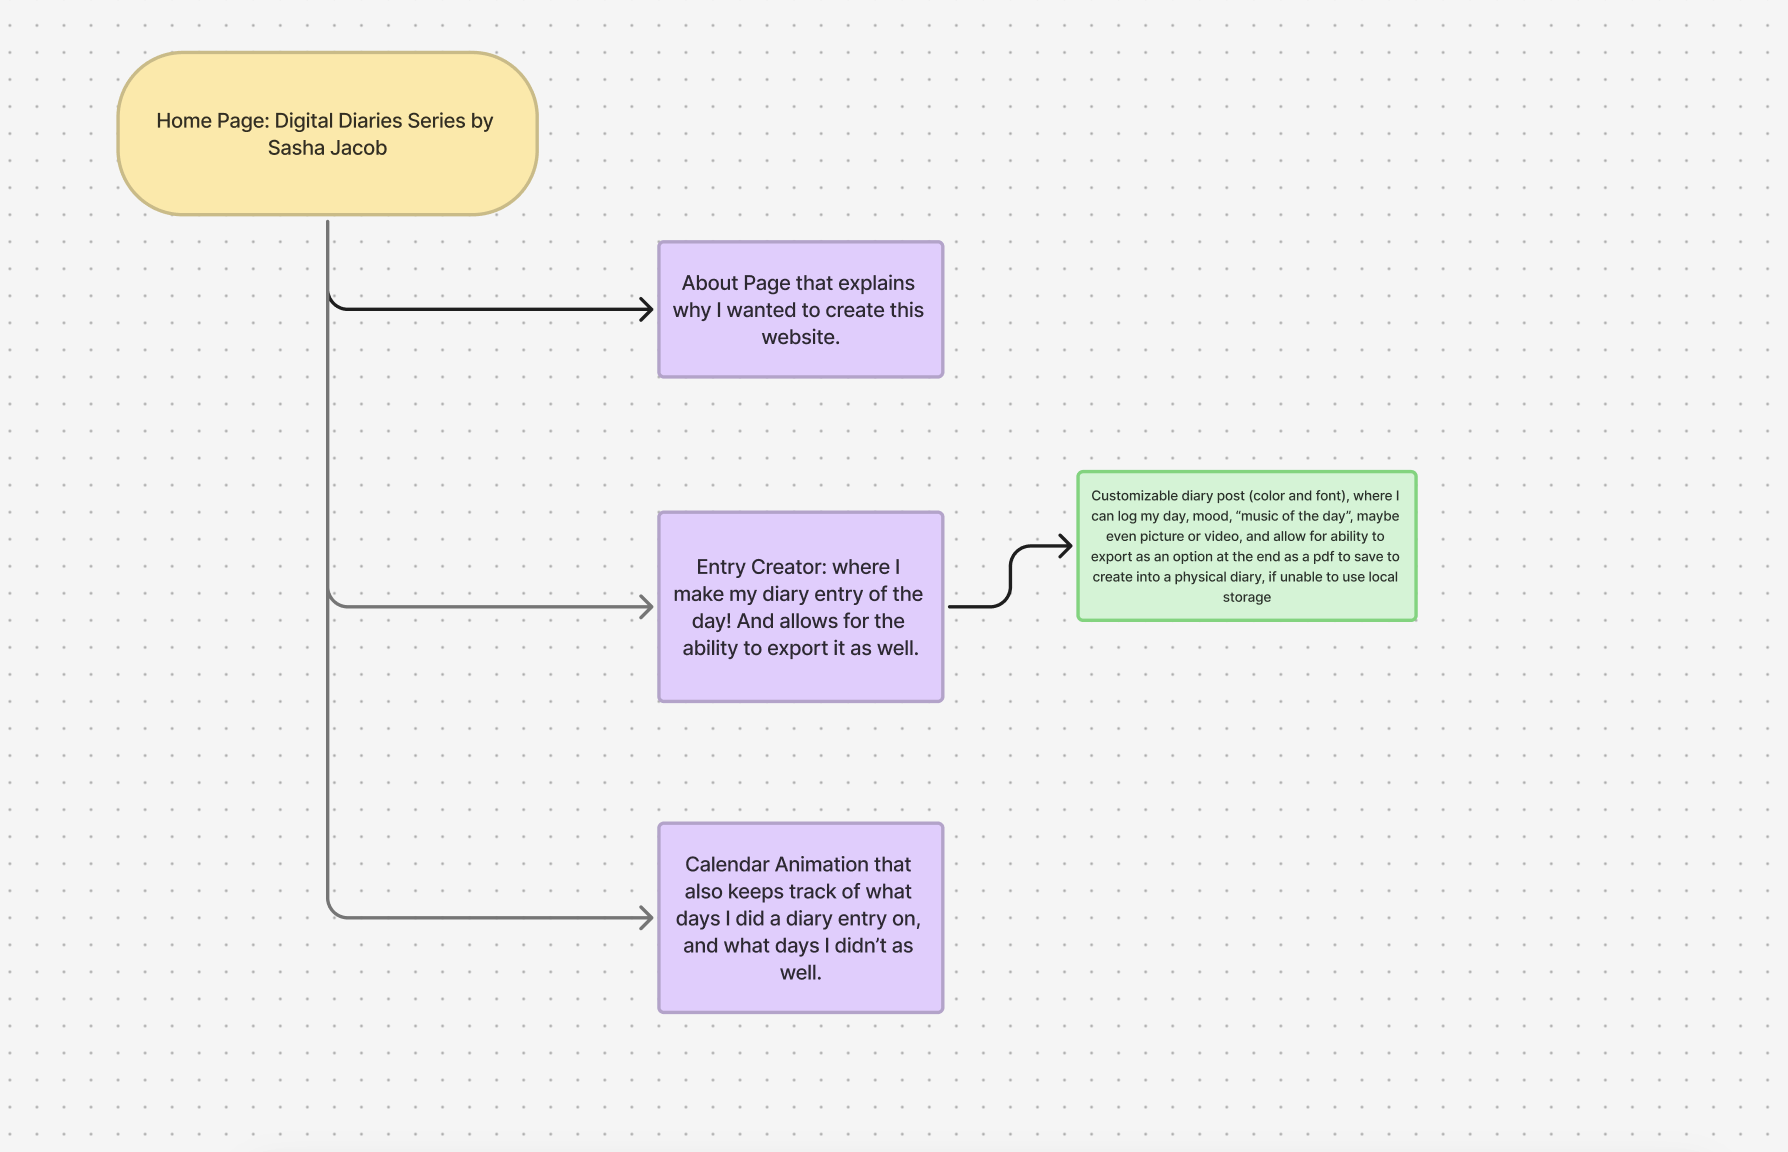 Home Page: Digital Diaries Series by
Sasha Jacob
About Page that explains
why I wanted to create this
website.
Customizable diary post (color and font), where I
can log my day, mood, “music of the day”, maybe
even picture or video, and allow for ability to
export as an option at the end as a pdf to save to
create into a physical diary, if unable to use local
storage
Entry Creator: where I
make my diary entry of the
day! And allows for the
ability to export it as well.
Calendar Animation that
also keeps track of what
days I did a diary entry on,
and what days I didn’t as
well.